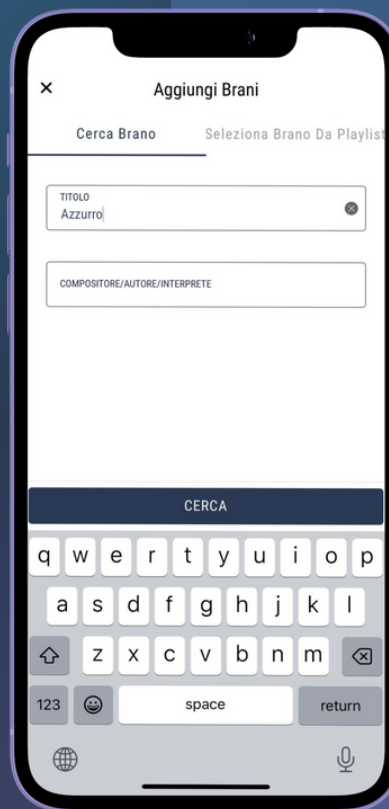 Aggiungi Brani
Cerca Brano Seleziona Brano Da Playlist
TITOLO
Azzurro
COMPOSITORE/AUTORE/INTERPRETE
CERCA
q w e r t y u i o p
a s d f g h j k l
z x c v b n m
123 space return